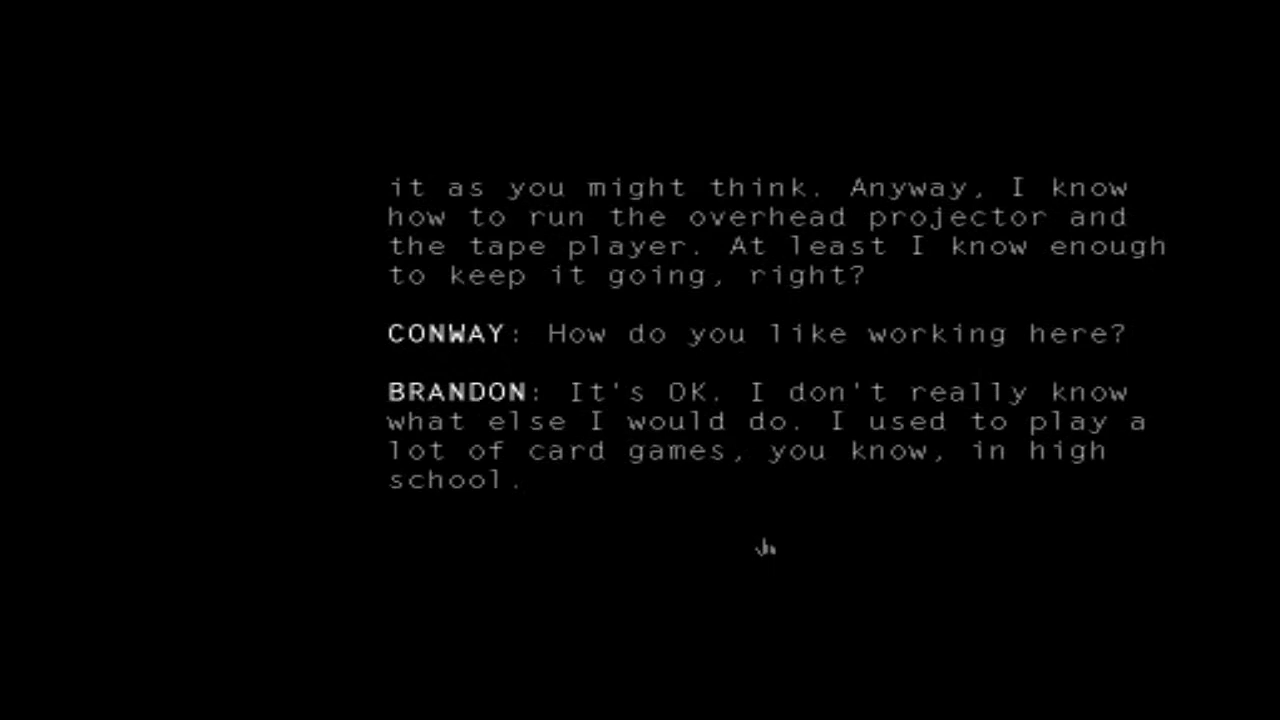 it as you might think. Anyway, I know
how to run the overhead projector and
the tape player. At least I know enough
to keep it going, right?
CONWAY: How do you like working here?
BRANDON: It's OK. I don't really know
what else I would do. I used to play a
lot of card games, you know, in high
school.